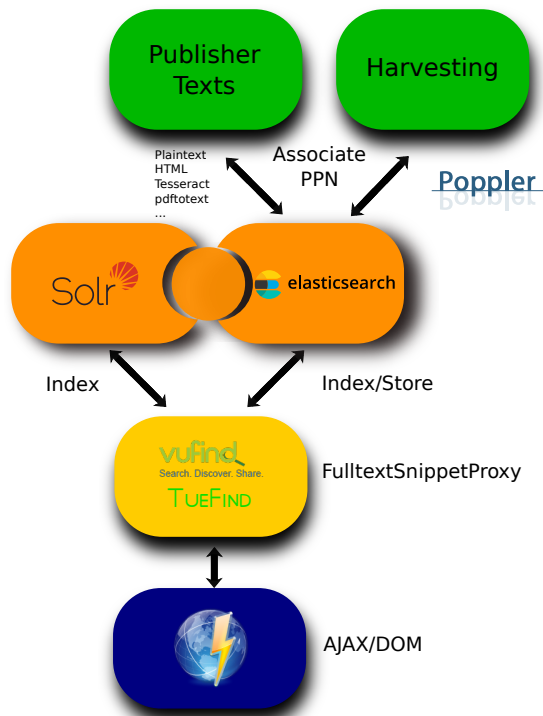 Publisher
Texts
Harvesting
Plaintext
HTML
Tesseract
pdftotext
...
Associate
PPN
Poppler
Solr
elasticsearch
Index
Index/Store
vufind
Search. Discover. Share.
TUEFIND
FulltextSnippetProxy
AJAX/DOM